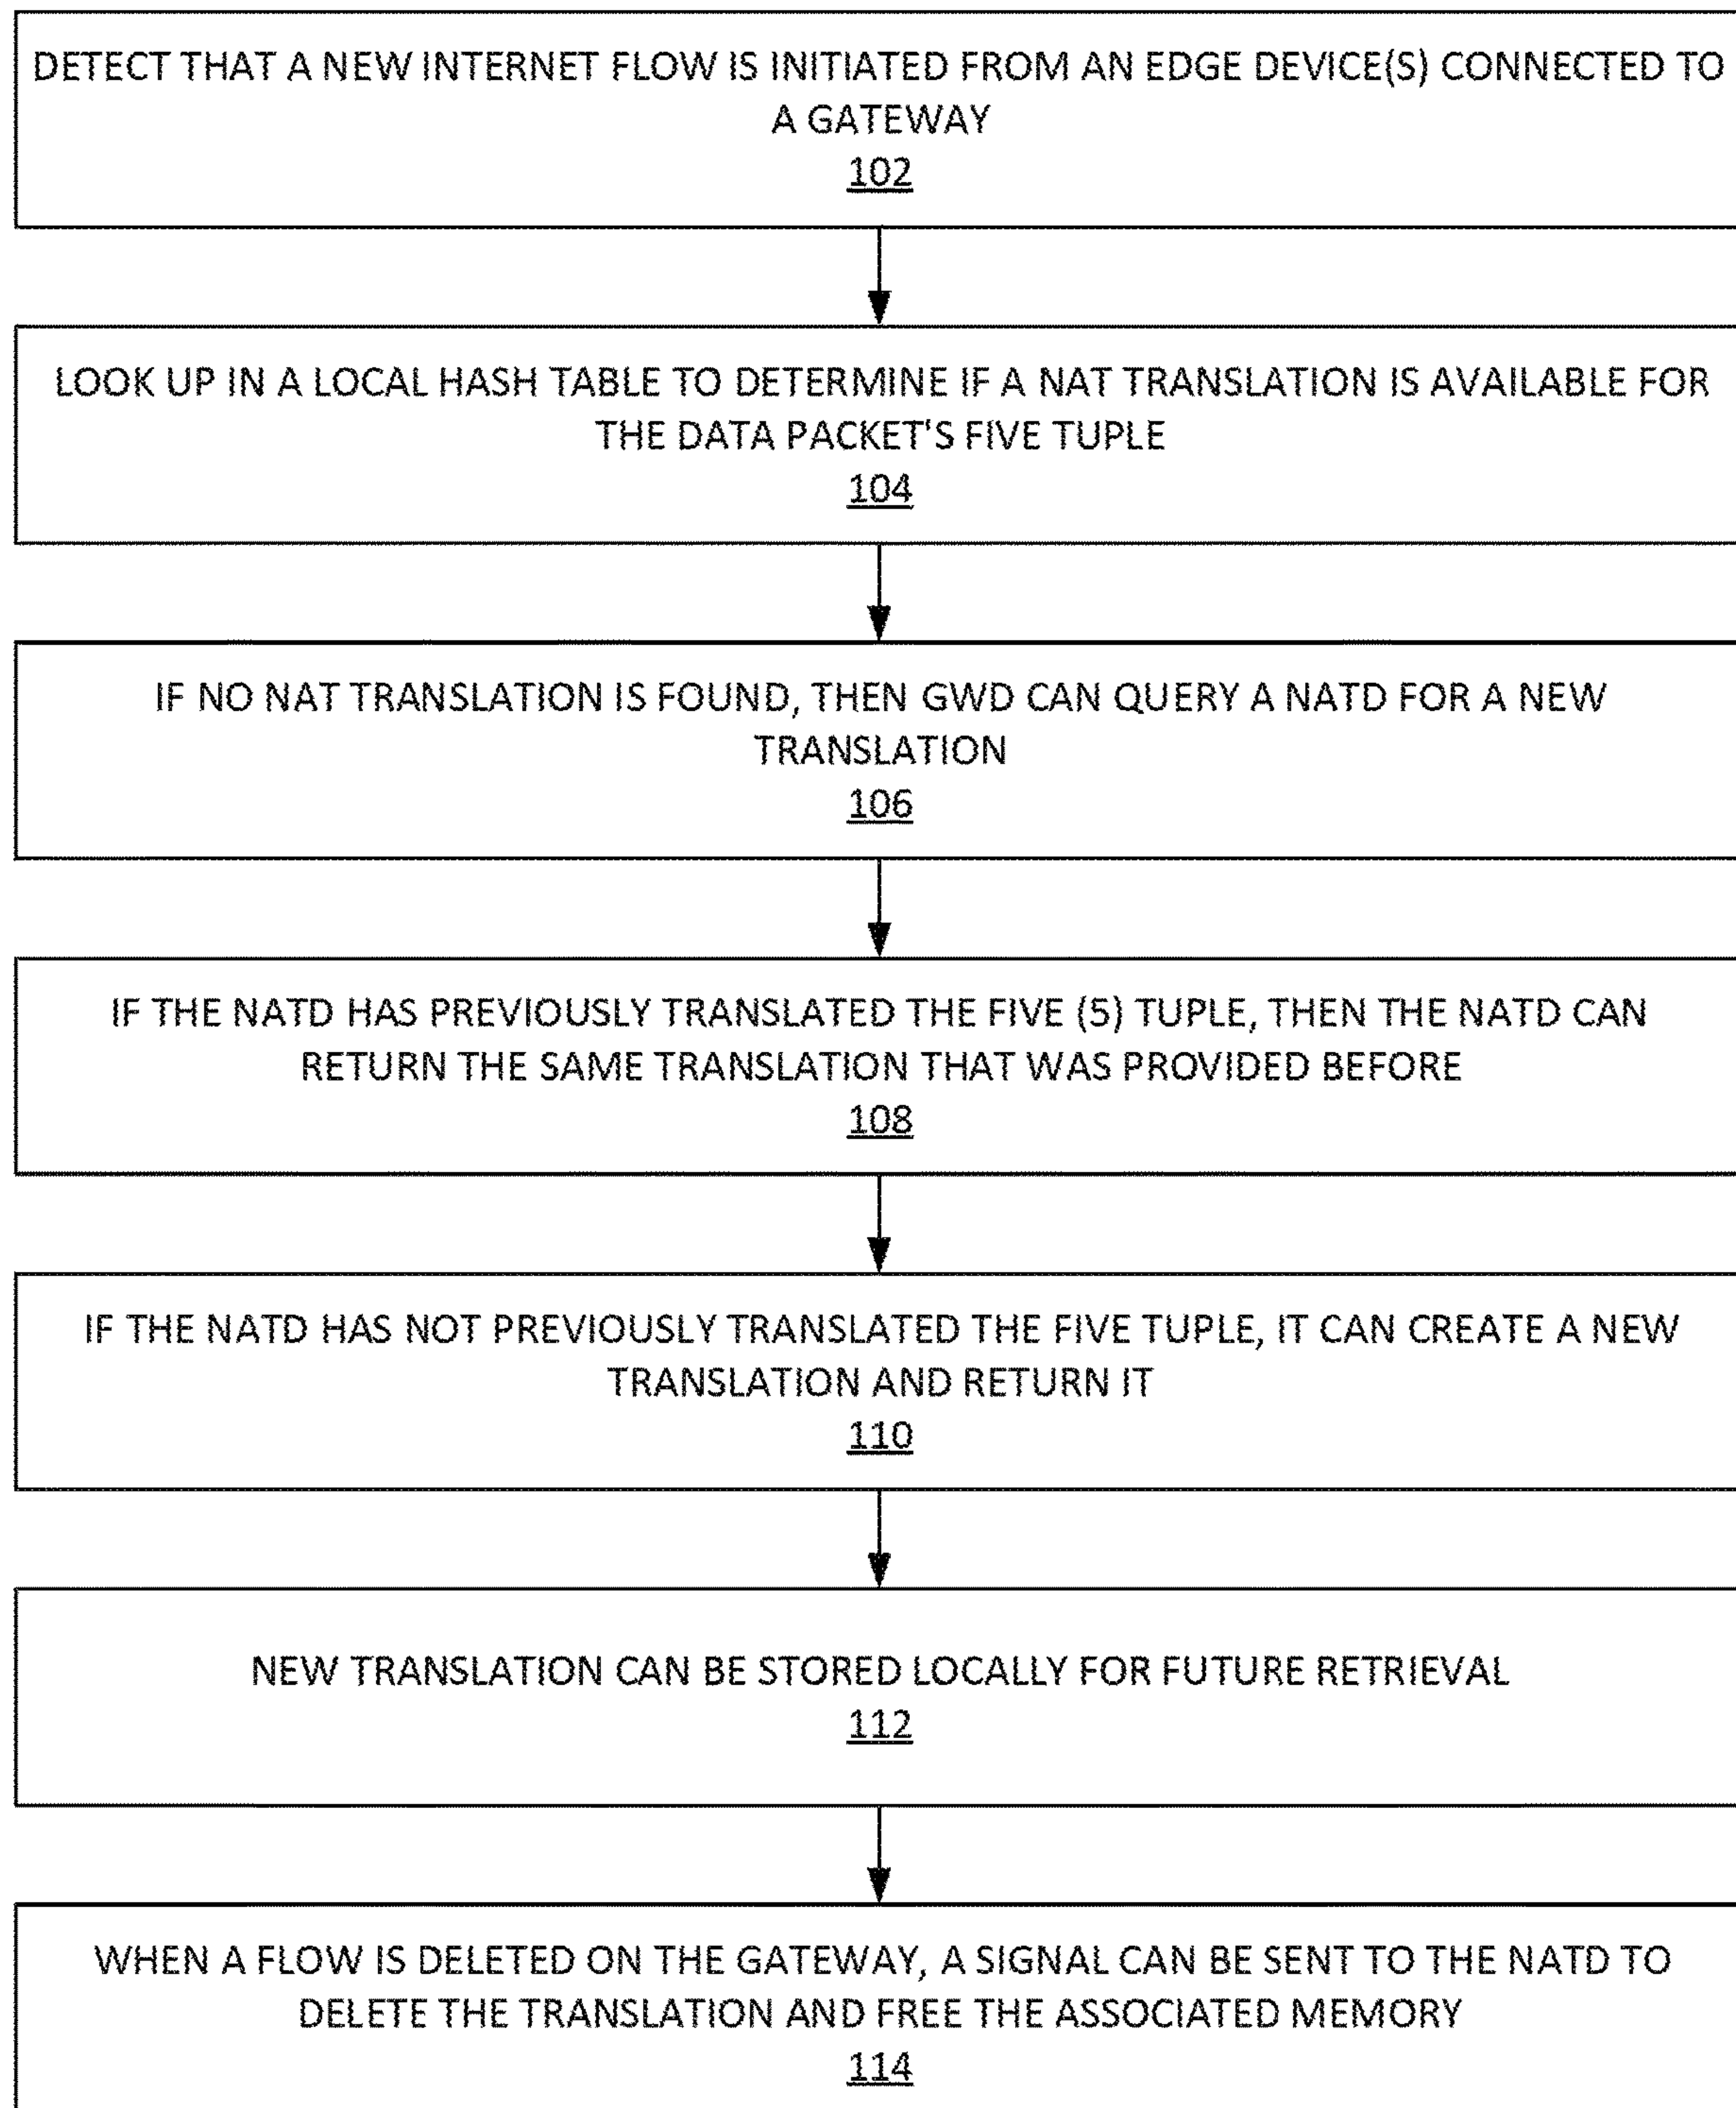 DETECT THAT A NEW INTERNET FLOW IS INITIATED FROM AN EDGE DEVICE(S) CONNECTED TO
A GATEWAY
102
LOOK UP IN A LOCAL HASH TABLE TO DETERMINE IF A NAT TRANSLATION IS AVAILABLE FOR
THE DATA PACKET'S FIVE TUPLE
104
IF NO NAT TRANSLATION IS FOUND, THEN GWD CAN QUERY A NATD FOR A NEW
TRANSLATION
106
IF THE NATD HAS PREVIOUSLY TRANSLATED THE FIVE (5) TUPLE, THEN THE NATD CAN
RETURN THE SAME TRANSLATION THAT WAS PROVIDED BEFORE
108
IF THE NATD HAS NOT PREVIOUSLY TRANSLATED THE FIVE TUPLE, IT CAN CREATE A NEW
TRANSLATION AND RETURN IT
110
NEW TRANSLATION CAN BE STORED LOCALLY FOR FUTURE RETRIEVAL
112
WHEN A FLOW IS DELETED ON THE GATEWAY, A SIGNAL CAN BE SENT TO THE NATD TO
DELETE THE TRANSLATION AND FREE THE ASSOCIATED MEMORY
114